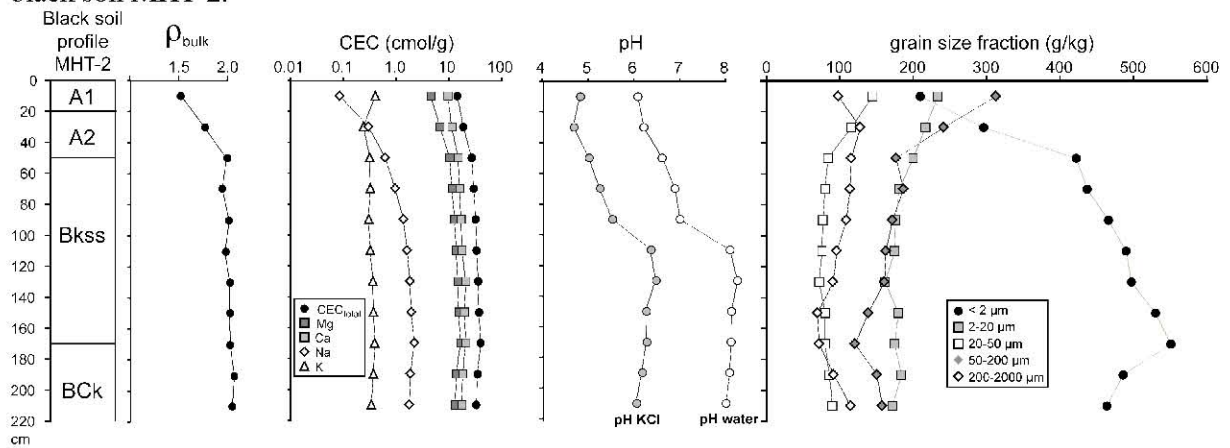 black soil MHT-2.
Black soil
profile
MHT-2
ρbulk
CEC (cmol/g)
pH
grain size fraction (g/kg)
1.5 2.0
0.01 0.1 1.0 10 100
4 5 6 7 8
0 100 200 300 400 500 600
0
20
40
60
80
100
120
140
160
180
200
220
cm
A1
A2
Bkss
BCk
CECtotal
Mg
Ca
Na
K
pH KCl
pH water
< 2 µm
2-20 µm
20-50 µm
50-200 µm
200-2000 µm